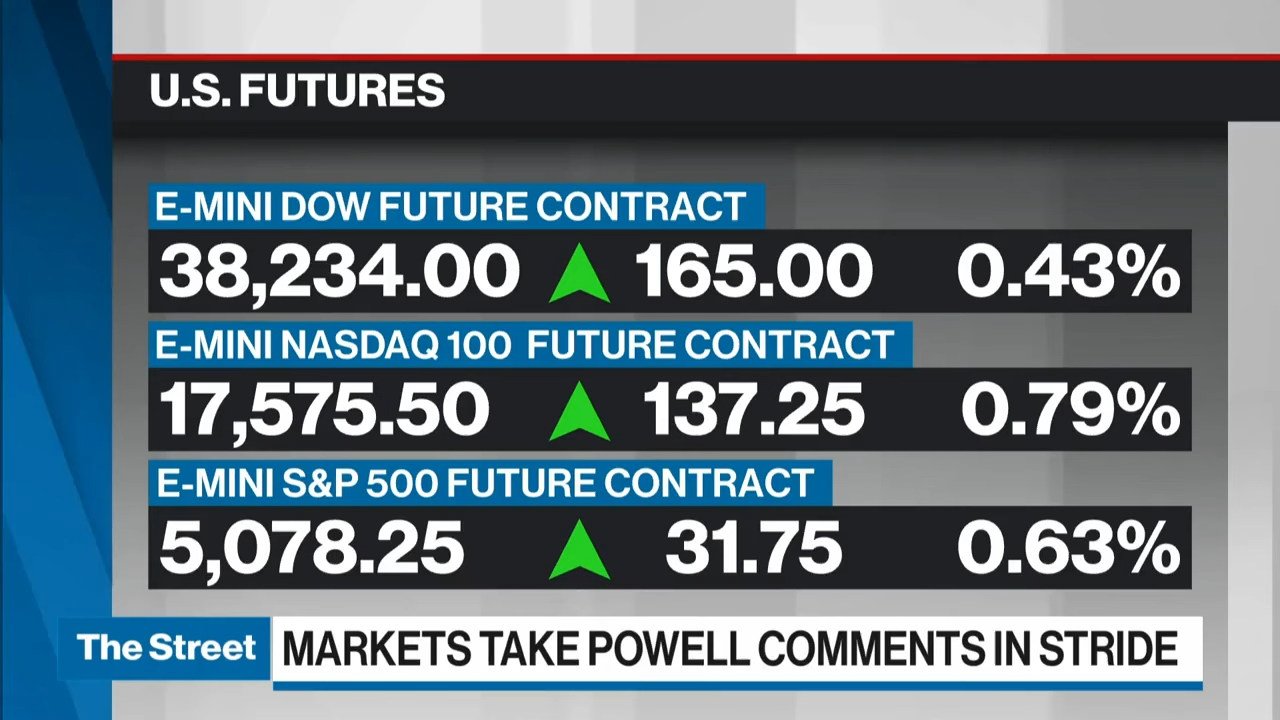 U.S. FUTURES
E-MINI DOW FUTURE CONTRACT
38,234.00 165.00 0.43%
E-MINI NASDAQ 100 FUTURE CONTRACT
17,575.50 137.25 0.79%
E-MINI S&P 500 FUTURE CONTRACT
5,078.25 31.75 0.63%
The Street MARKETS TAKE POWELL COMMENTS IN STRIDE